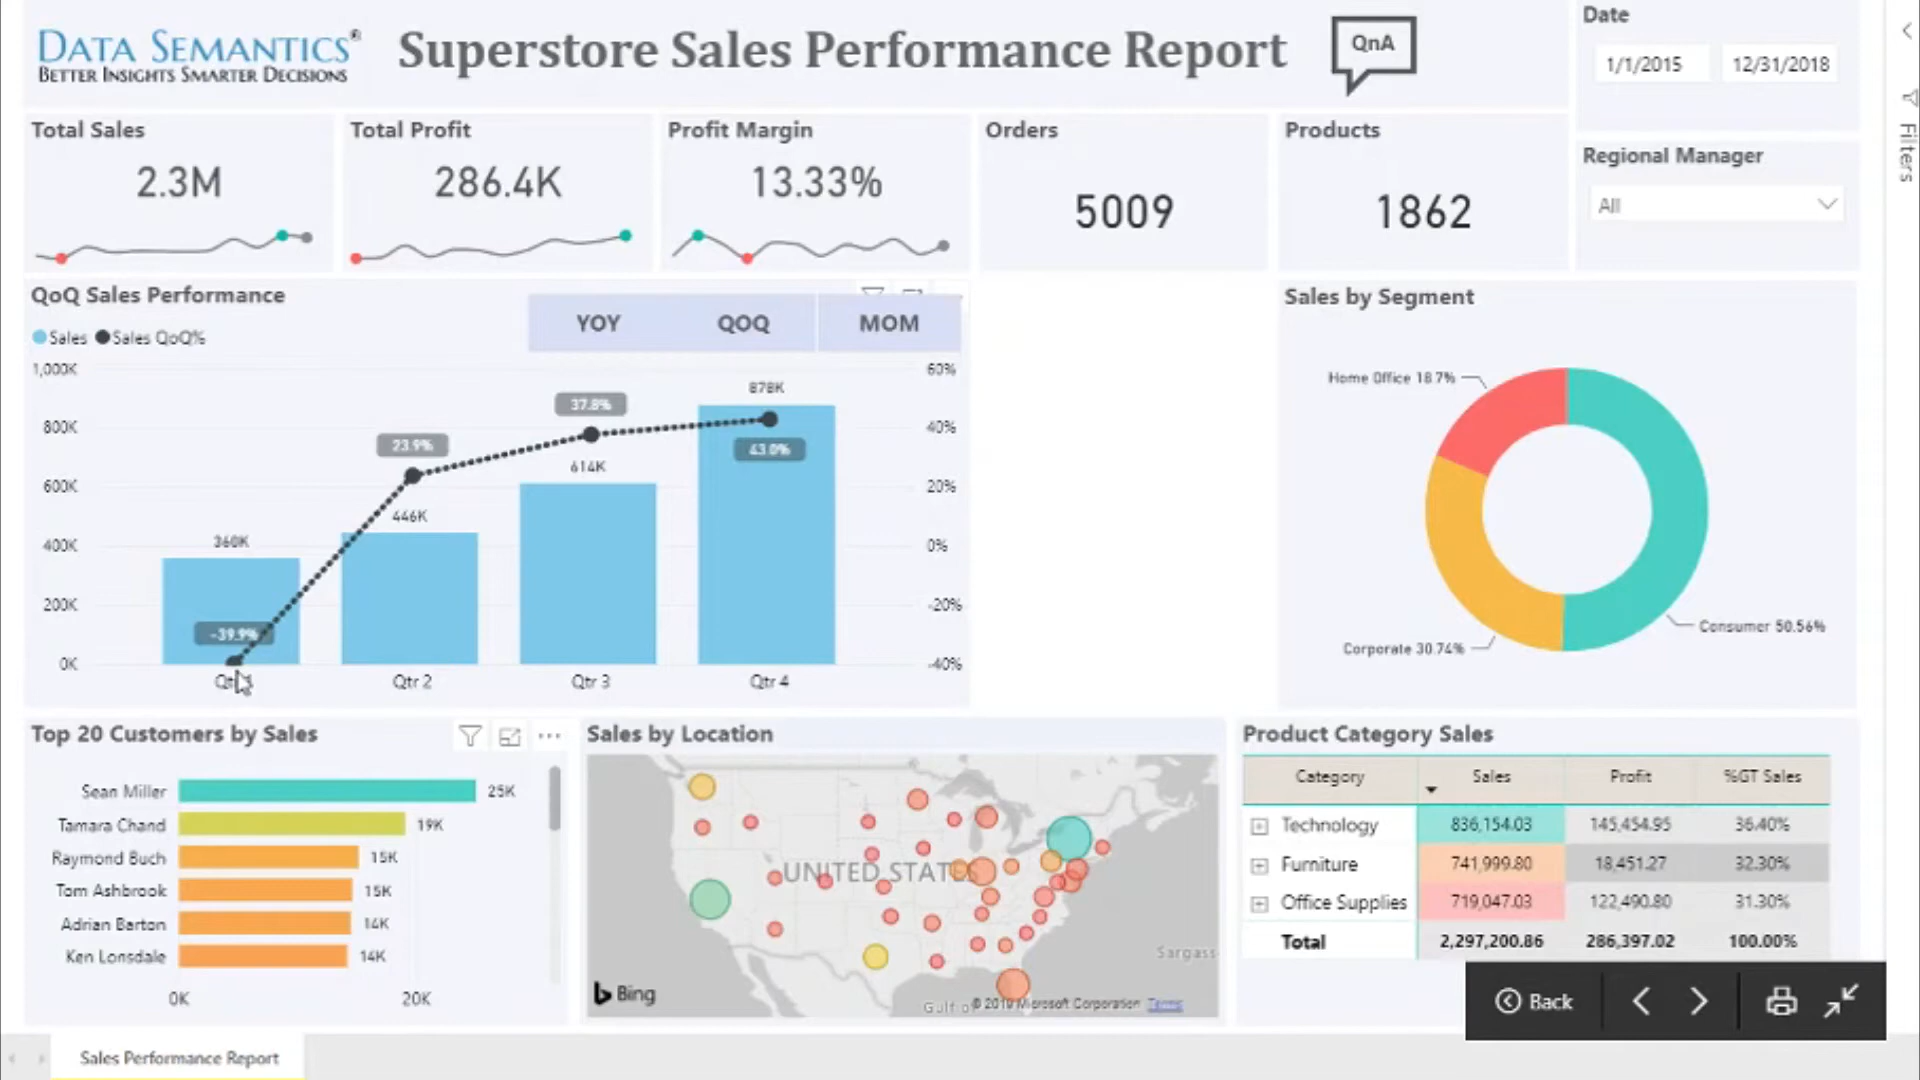 DATA SEMANTICS®
BETTER INSIGHTS SMARTER DECISIONS
Superstore Sales Performance Report
QnA
Date
1/1/2015
12/31/2018
Filters
Total Sales
2.3M
Total Profit
286.4K
Profit Margin
13.33%
Orders
5009
Products
1862
Regional Manager
All
QoQ Sales Performance
YOY
QOQ
MOM
Sales
Sales QoQ%
1,000K
800K
600K
400K
200K
0K
60%
40%
20%
0%
-20%
-40%
360K
446K
614K
878K
-39.9%
23.9%
37.8%
43.0%
Qtr 2
Qtr 3
Qtr 4
Sales by Segment
Home Office 18.7%
Consumer 50.56%
Corporate 30.74%
Top 20 Customers by Sales
Sean Miller 25K
Tamara Chand 19K
Raymond Buch 15K
Tom Ashbrook 15K
Adrian Barton 14K
Ken Lonsdale 14K
0K
20K
Sales by Location
UNITED STATES
Sargass
Bing
Gulf o
© 2019 Microsoft Corporation Terms
Product Category Sales
Category Sales Profit %GT Sales
Technology 836,154.03 145,454.95 36.40%
Furniture 741,999.80 18,451.27 32.30%
Office Supplies 719,047.03 122,490.80 31.30%
Total 2,297,200.86 286,397.02 100.00%
Back
Sales Performance Report